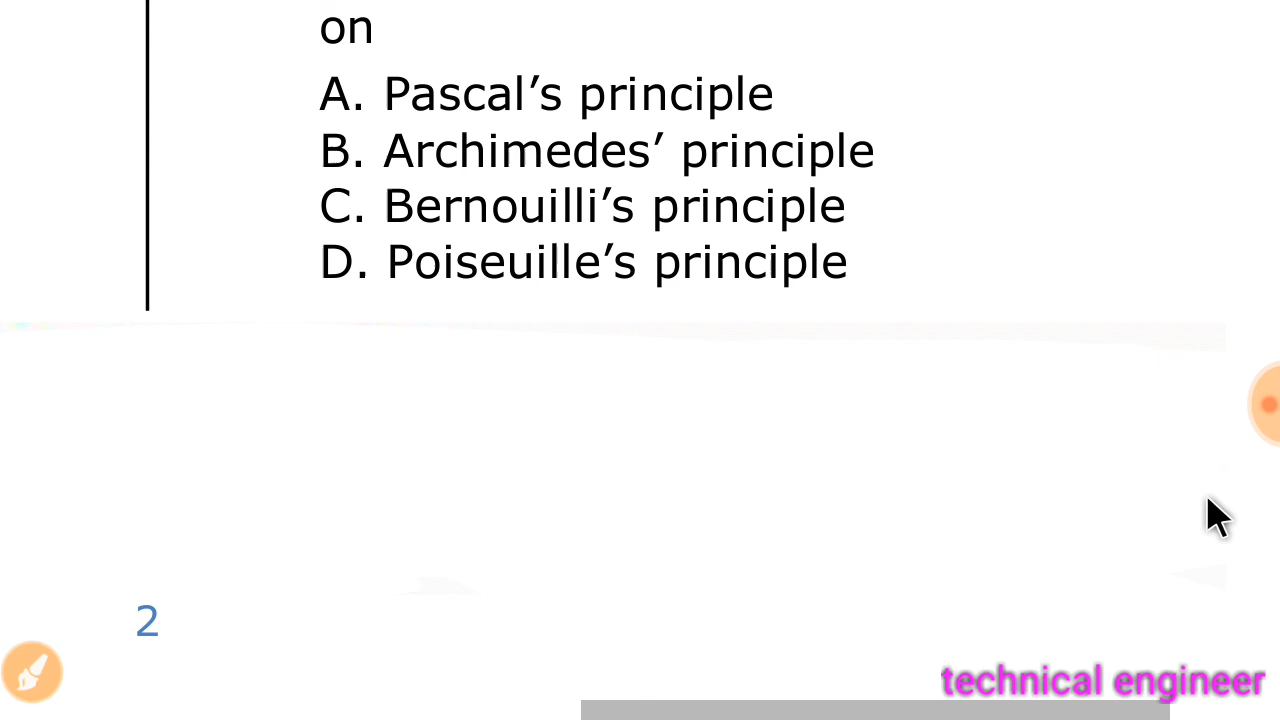 on
A. Pascal’s principle
B. Archimedes’ principle
C. Bernouilli’s principle
D. Poiseuille’s principle
2
technical engineer